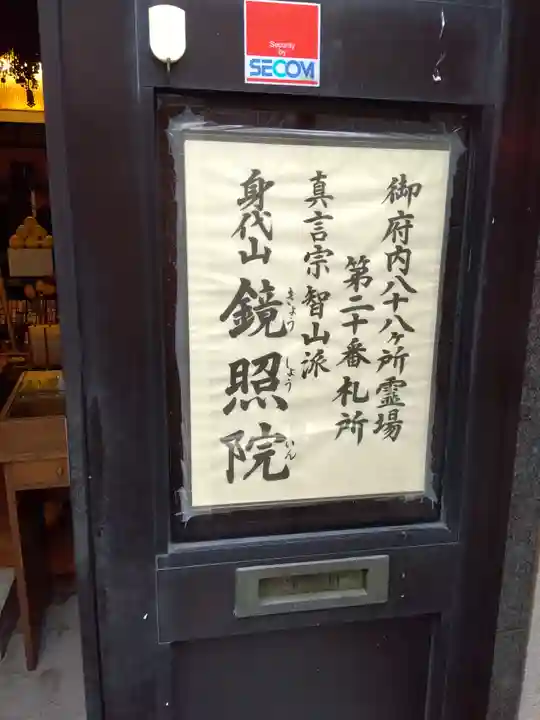 Security
by
SECOM
御府内八十八ヶ所霊場
第二十番札所
真言宗智山派
身代山鏡照院
きょう
しょう
いん